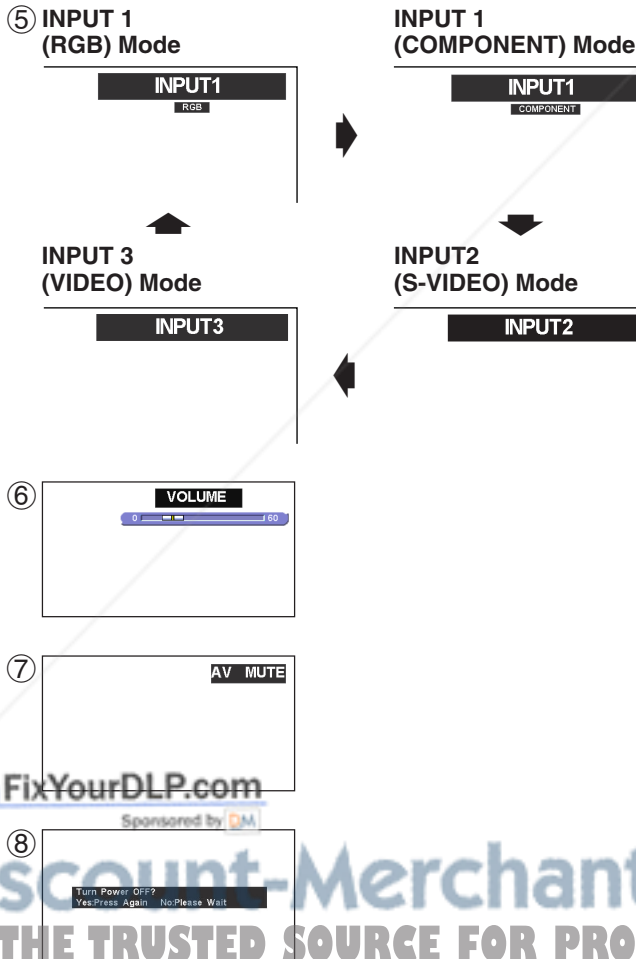 ⑤ INPUT 1
(RGB) Mode
INPUT1
RGB
INPUT 1
(COMPONENT) Mode
INPUT1
COMPONENT
INPUT 3
(VIDEO) Mode
INPUT3
INPUT2
(S-VIDEO) Mode
INPUT2
⑥
VOLUME
0 60
⑦
AV MUTE
FixYourDLP.com
Sponsored by DM
⑧
Turn Power OFF?
Yes:Press Again No:Please Wait
scount-Merchant
THE TRUSTED SOURCE FOR PRO